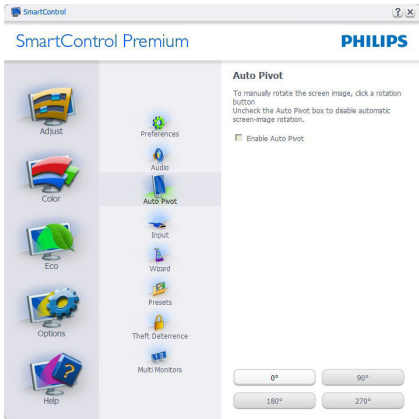 SmartControl
? ×
SmartControl Premium
PHILIPS
Adjust
Color
Eco
Options
Help
Preferences
Audio
Auto Pivot
Input
Wizard
Presets
Theft Deterrence
Multi Monitors
Auto Pivot
To manually rotate the screen image, click a rotation
button
Uncheck the Auto Pivot box to disable automatic
screen-image rotation.
Enable Auto Pivot
0°
90°
180°
270°